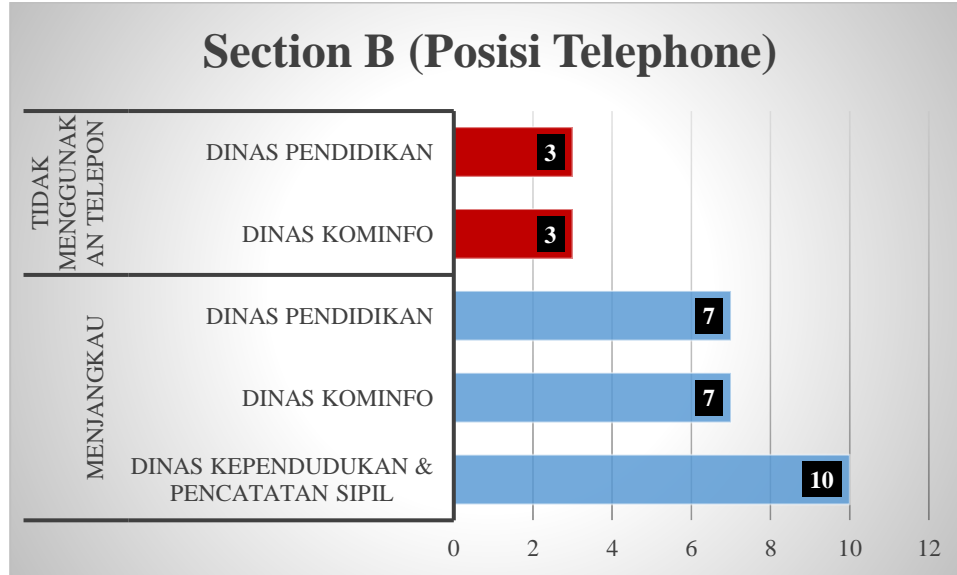 Section B (Posisi Telephone)
TIDAK
MENGGUNAK
AN TELEPON
DINAS PENDIDIKAN
3
DINAS KOMINFO
3
MENJANGKAU
DINAS PENDIDIKAN
7
DINAS KOMINFO
7
DINAS KEPENDUDUKAN &
PENCATATAN SIPIL
10
0 2 4 6 8 10 12